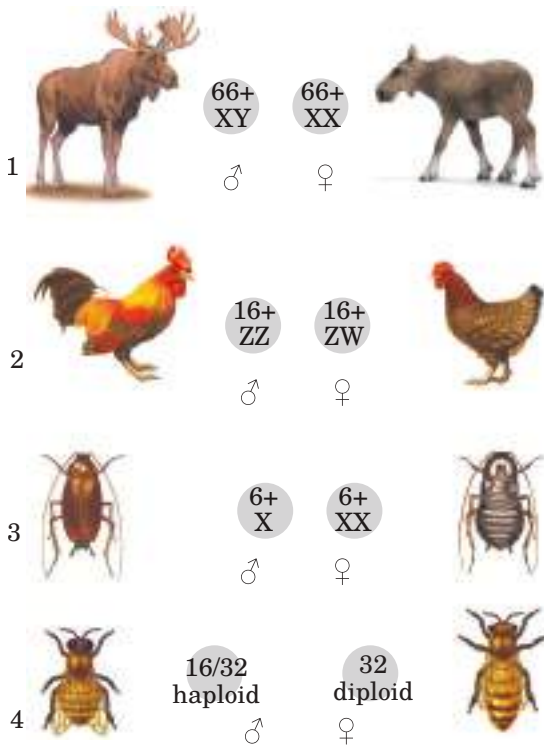 66+ 66+
XY XX
1 ♂ ♀
16+ 16+
ZZ ZW
2
♂ ♀
6+ 6+
3 X XX
♂ ♀
16/32 32
haploid diploid
4 ♂ ♀